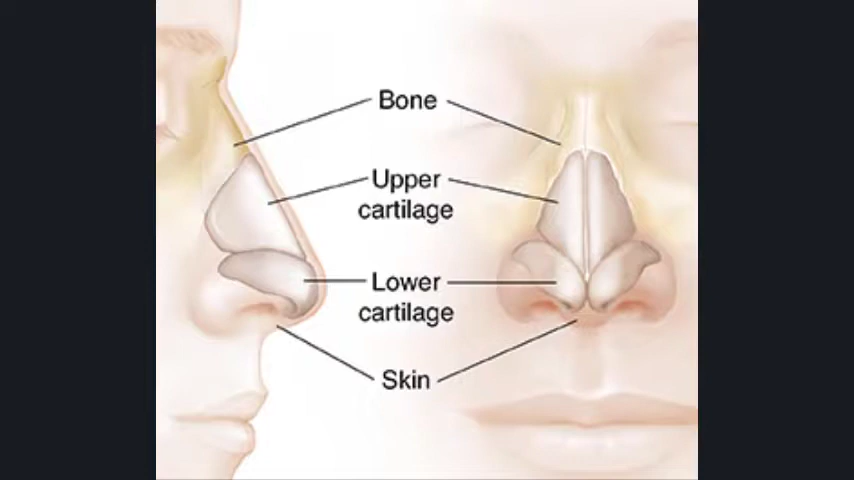 Bone
Upper
cartilage
Lower
cartilage
Skin